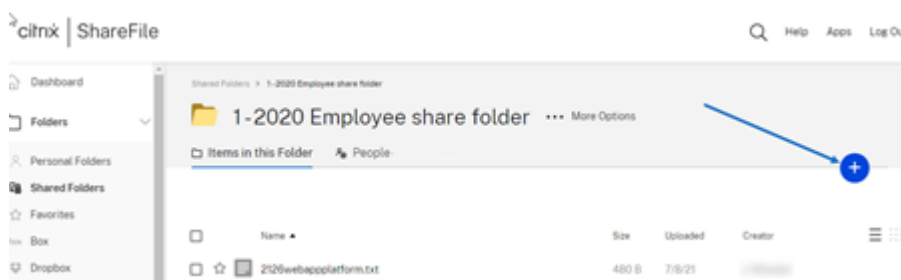 citrix | ShareFile
Help Apps Log Ou
Dashboard
Shared Folders > 1-2020 Employee share folder
Folders
1-2020 Employee share folder ••• More Options
Items in this Folder People
Personal Folders
Shared Folders
Favorites
Name ▲ Size Uploaded Creator
Box
Dropbox
2126webappplatform.txt 480 B 7/8/21